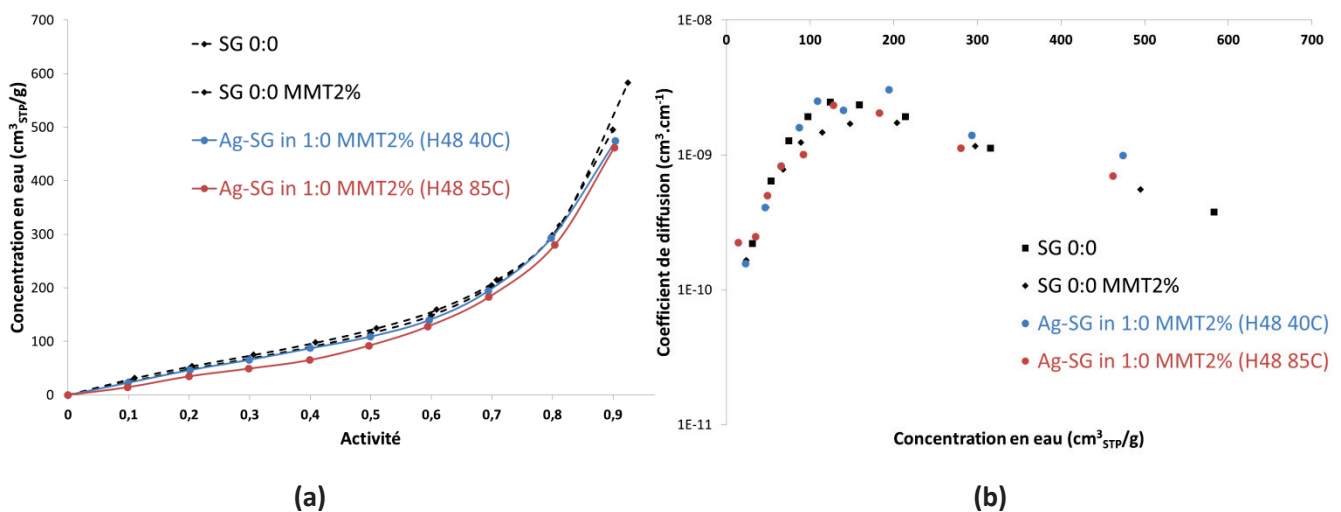 700
600
500
400
300
200
100
0
Concentration en eau (cm³STP/g)
SG 0:0
SG 0:0 MMT2%
Ag-SG in 1:0 MMT2% (H48 40C)
Ag-SG in 1:0 MMT2% (H48 85C)
0 0,1 0,2 0,3 0,4 0,5 0,6 0,7 0,8 0,9
Activité
(a)
1E-08
1E-09
1E-10
1E-11
0 100 200 300 400 500 600 700
Coefficient de diffusion (cm³.cm⁻¹)
SG 0:0
SG 0:0 MMT2%
Ag-SG in 1:0 MMT2% (H48 40C)
Ag-SG in 1:0 MMT2% (H48 85C)
Concentration en eau (cm³STP/g)
(b)